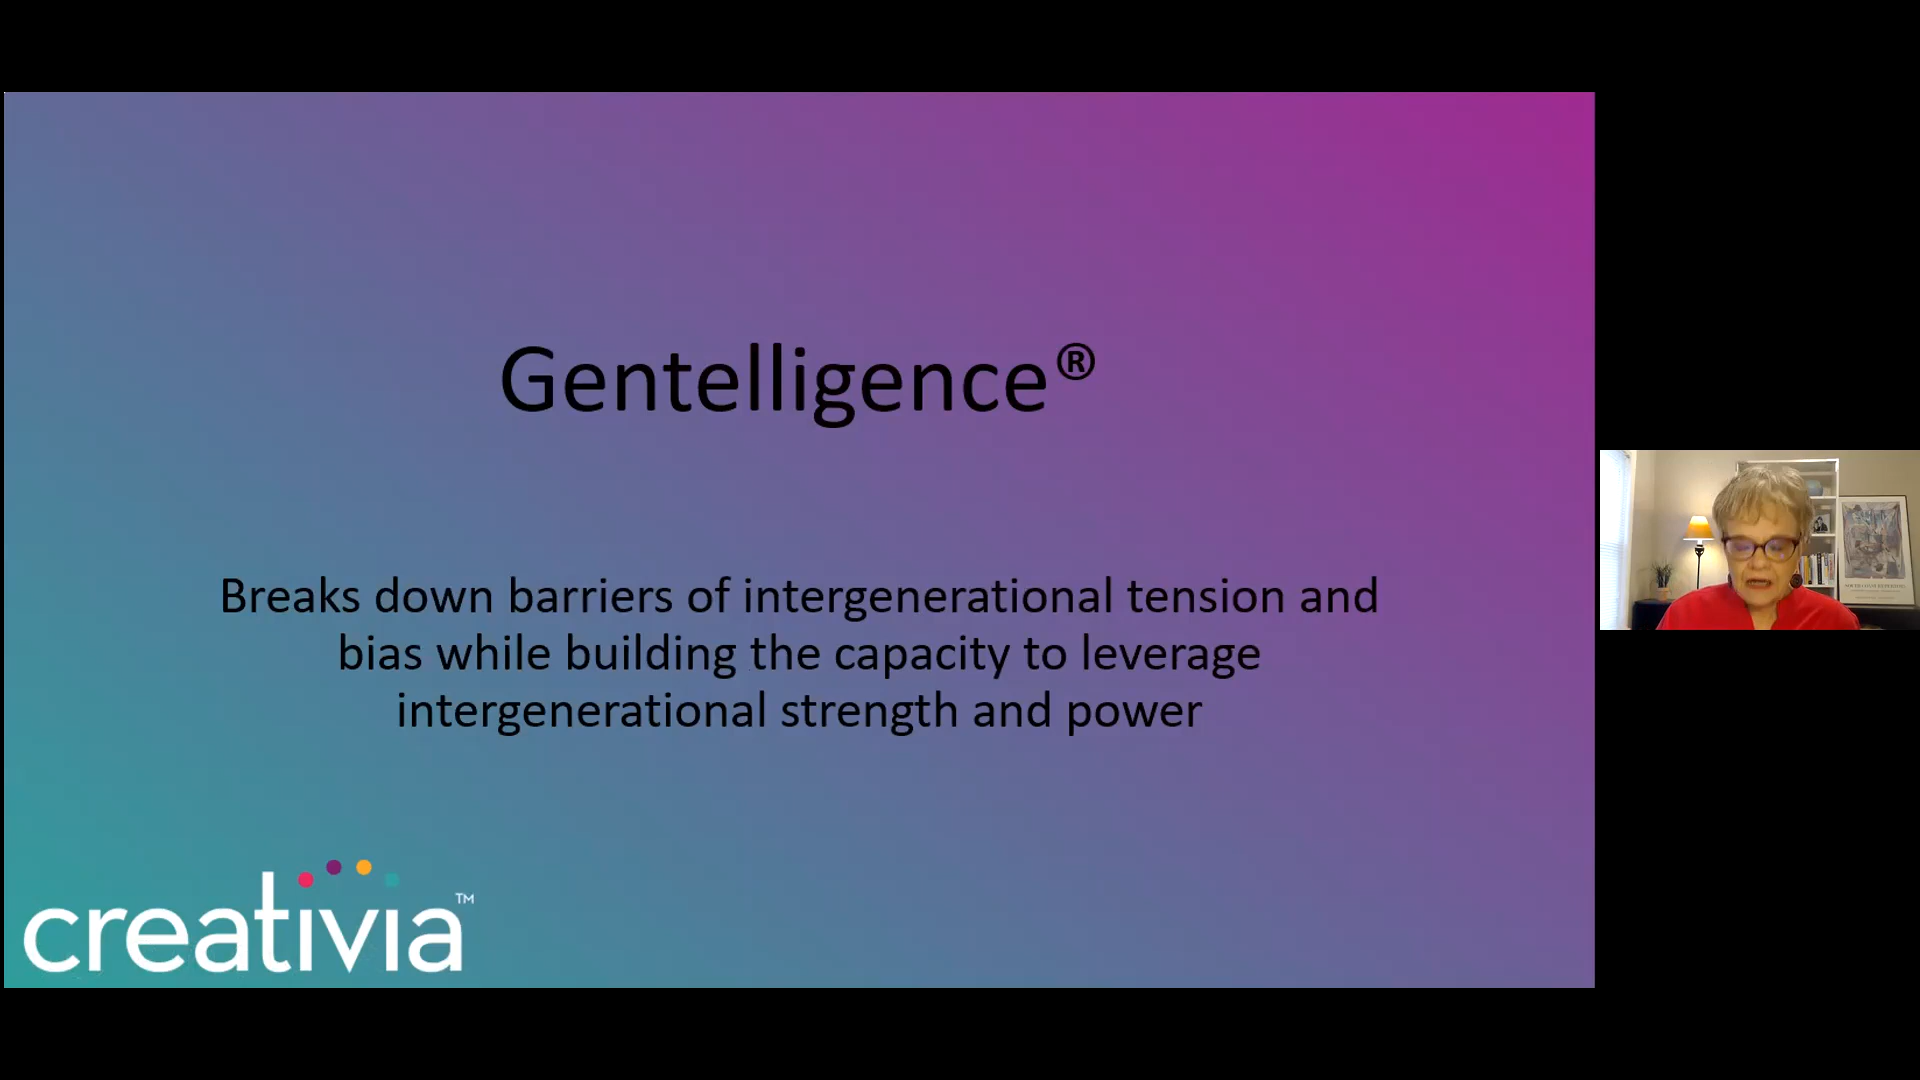 Gentelligence®
Breaks down barriers of intergenerational tension and
bias while building the capacity to leverage
intergenerational strength and power
creativia™